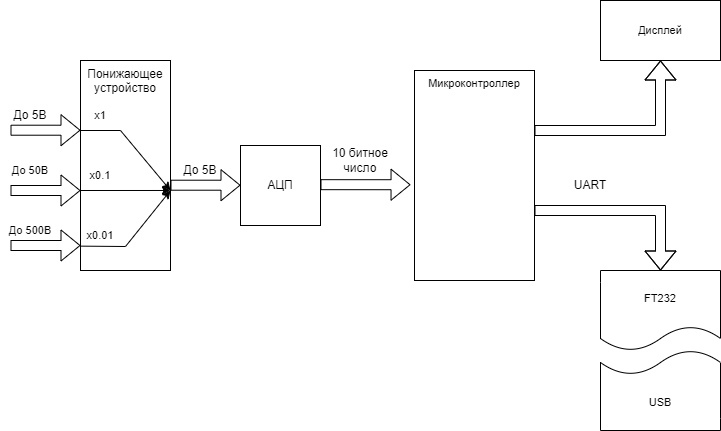 Дисплей
Понижающее
устройство
Микроконтроллер
До 5В
x1
До 50В
x0.1
До 5В
АЦП
10 битное
число
UART
До 500В
x0.01
FT232
USB